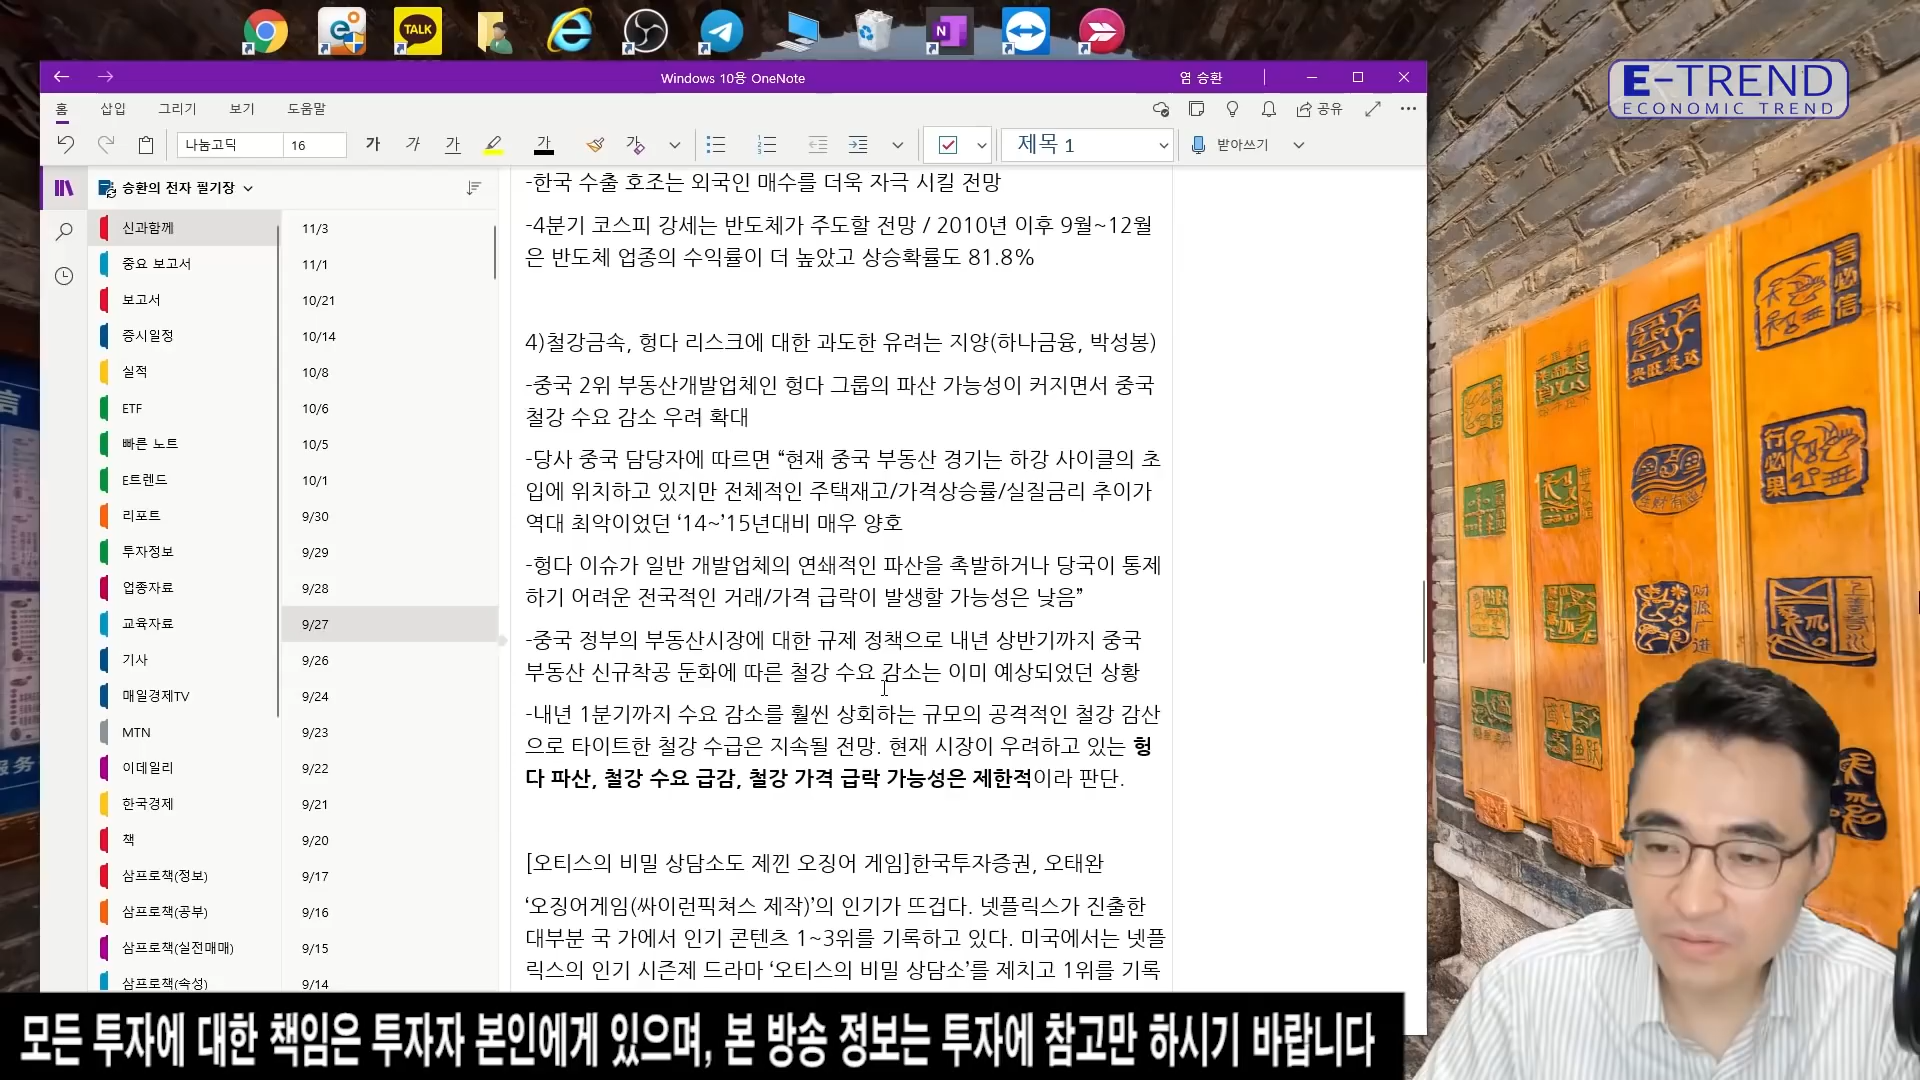 TALK
Windows 10용 OneNote
염 승환
E-TREND
ECONOMIC TREND
홈 삽입 그리기 보기 도움말
공유
나눔고딕 16
가 가 가 가 가
제목 1
받아쓰기
승환의 전자 필기장
신과함께
중요 보고서
보고서
증시일정
실적
ETF
빠른 노트
E트렌드
리포트
투자정보
업종자료
교육자료
기사
매일경제TV
MTN
이데일리
한국경제
책
삼프로책(정보)
삼프로책(공부)
삼프로책(실전매매)
삼프로책(속성)
11/3
11/1
10/21
10/14
10/8
10/6
10/5
10/1
9/30
9/29
9/28
9/27
9/26
9/24
9/23
9/22
9/21
9/20
9/17
9/16
9/15
9/14
-한국 수출 호조는 외국인 매수를 더욱 자극 시킬 전망
-4분기 코스피 강세는 반도체가 주도할 전망 / 2010년 이후 9월~12월
은 반도체 업종의 수익률이 더 높았고 상승확률도 81.8%
4)철강금속, 헝다 리스크에 대한 과도한 우려는 지양(하나금융, 박성봉)
-중국 2위 부동산개발업체인 헝다 그룹의 파산 가능성이 커지면서 중국
철강 수요 감소 우려 확대
-당사 중국 담당자에 따르면 “현재 중국 부동산 경기는 하강 사이클의 초
입에 위치하고 있지만 전체적인 주택재고/가격상승률/실질금리 추이가
역대 최악이었던 ‘14~’15년대비 매우 양호
-헝다 이슈가 일반 개발업체의 연쇄적인 파산을 촉발하거나 당국이 통제
하기 어려운 전국적인 거래/가격 급락이 발생할 가능성은 낮음”
-중국 정부의 부동산시장에 대한 규제 정책으로 내년 상반기까지 중국
부동산 신규착공 둔화에 따른 철강 수요 감소는 이미 예상되었던 상황
-내년 1분기까지 수요 감소를 훨씬 상회하는 규모의 공격적인 철강 감산
으로 타이트한 철강 수급은 지속될 전망. 현재 시장이 우려하고 있는 헝
다 파산, 철강 수요 급감, 철강 가격 급락 가능성은 제한적이라 판단.
[오티스의 비밀 상담소도 제낀 오징어 게임]한국투자증권, 오태완
‘오징어게임(싸이런픽쳐스 제작)’의 인기가 뜨겁다. 넷플릭스가 진출한
대부분 국 가에서 인기 콘텐츠 1~3위를 기록하고 있다. 미국에서는 넷플
릭스의 인기 시즌제 드라마 ‘오티스의 비밀 상담소’를 제치고 1위를 기록
言必信
行必果
모든 투자에 대한 책임은 투자자 본인에게 있으며, 본 방송 정보는 투자에 참고만 하시기 바랍니다